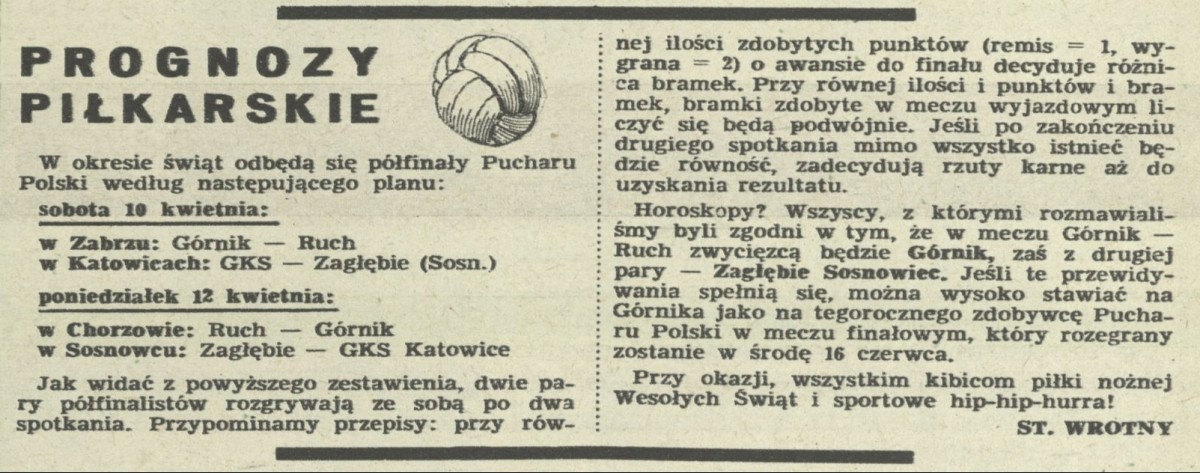 PROGNOZY
PIŁKARSKIE
W okresie świąt odbędą się półfinały Pucharu
Polski według następującego planu:
sobota 10 kwietnia:
w Zabrzu: Górnik — Ruch
w Katowicach: GKS — Zagłębie (Sosn.)
poniedziałek 12 kwietnia:
w Chorzowie: Ruch — Górnik
w Sosnowcu: Zagłębie — GKS Katowice
Jak widać z powyższego zestawienia, dwie pa-
ry półfinalistów rozgrywają ze sobą po dwa
spotkania. Przypominamy przepisy: przy rów-
nej ilości zdobytych punktów (remis = 1, wy-
grana = 2) o awansie do finału decyduje różni-
ca bramek. Przy równej ilości i punktów i bra-
mek, bramki zdobyte w meczu wyjazdowym li-
czyć się będą podwójnie. Jeśli po zakończeniu
drugiego spotkania mimo wszystko istnieć bę-
dzie równość, zadecydują rzuty karne aż do
uzyskania rezultatu.
Horoskopy? Wszyscy, z którymi rozmawiali-
śmy byli zgodni w tym, że w meczu Górnik —
Ruch zwycięzcą będzie Górnik, zaś z drugiej
pary — Zagłębie Sosnowiec. Jeśli te przewidy-
wania spełnią się, można wysoko stawiać na
Górnika jako na tegorocznego zdobywcę Pucha-
ru Polski w meczu finałowym, który rozegrany
zostanie w środę 16 czerwca.
Przy okazji, wszystkim kibicom piłki nożnej
Wesołych Świąt i sportowe hip-hip-hurra!
ST. WROTNY